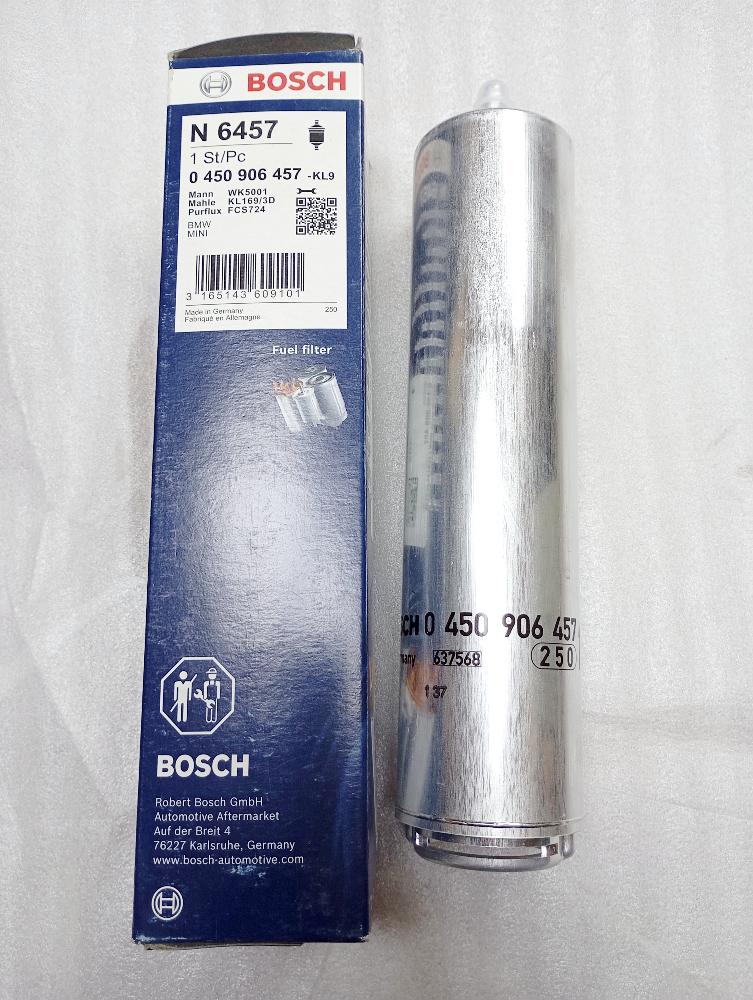 BOSCH
N 6457
1 St/Pc
0 450 906 457 -KL9
Mann WK5001
Mahle KL169/3D
Purflux FCS724
BMW
MINI
3 165143 609101
Made in Germany 250
Fabriqué en Allemagne
Fuel filter
BOSCH
Robert Bosch GmbH
Automotive Aftermarket
Auf der Breit 4
76227 Karlsruhe, Germany
www.bosch-automotive.com
CH 0 450 906 457
many 637568 250
1 37